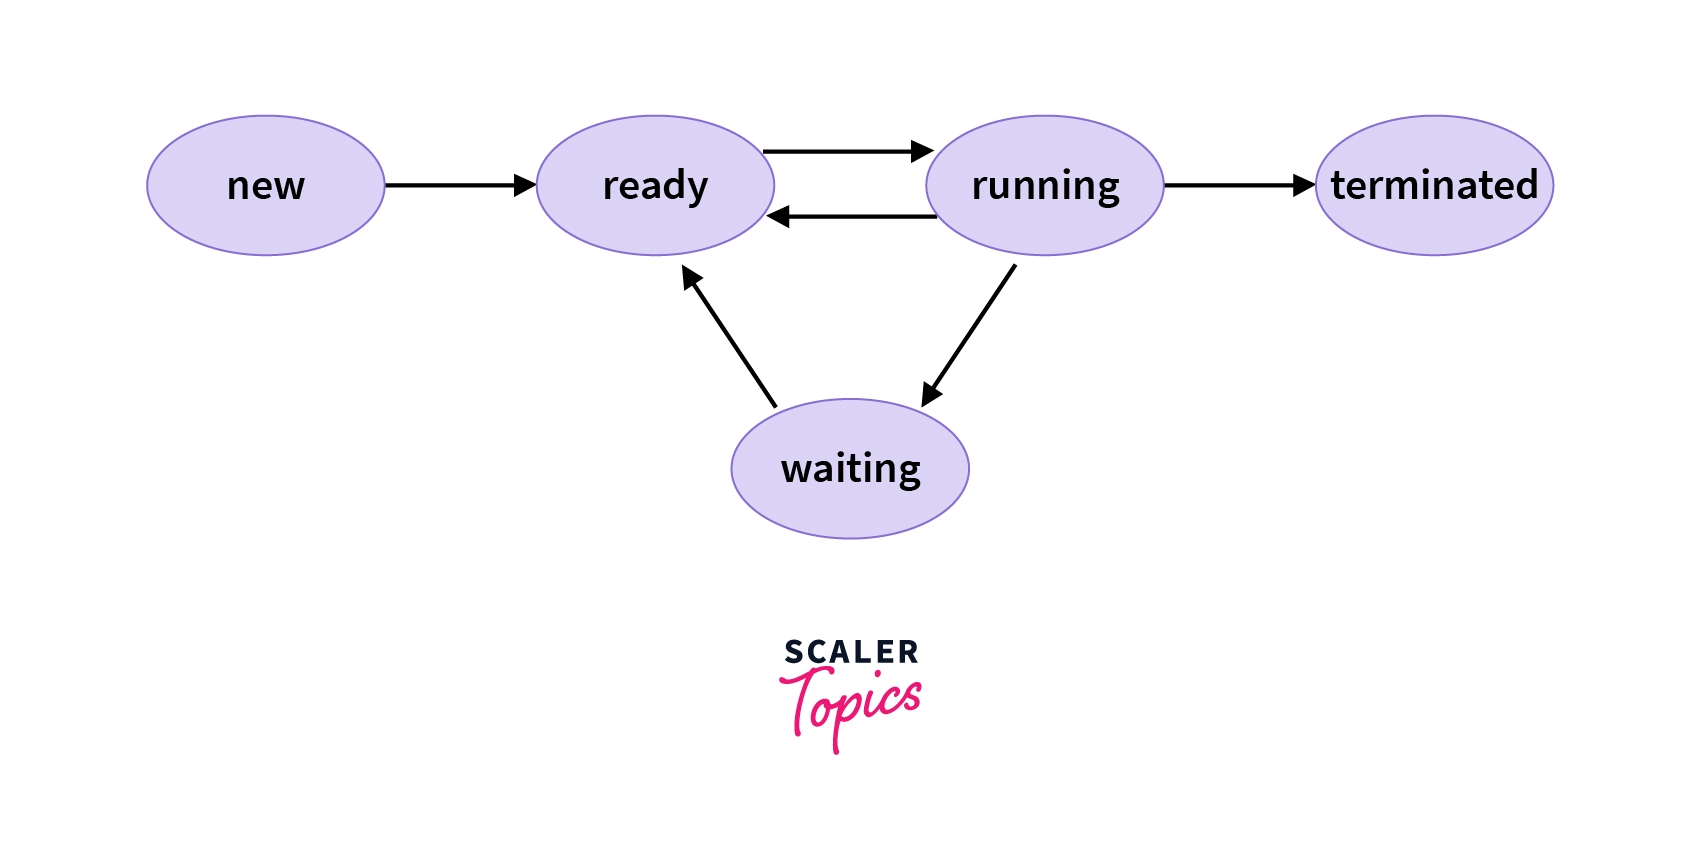 new
ready
running
terminated
waiting
SCALER
Topics